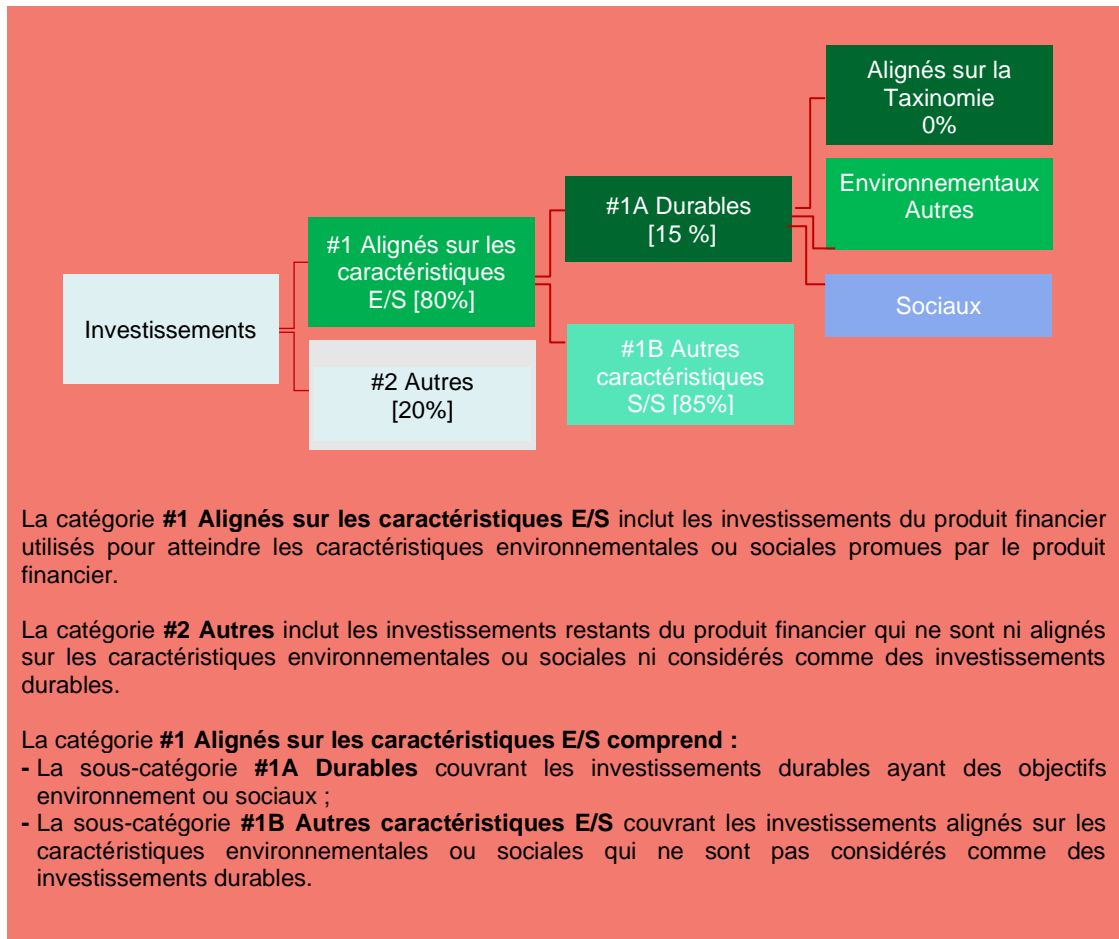 Alignés sur la
Taxinomie
0%
Environnementaux
Autres
#1A Durables
[15 %]
#1 Alignés sur les
caractéristiques
E/S [80%]
Sociaux
Investissements
#1B Autres
caractéristiques
S/S [85%]
#2 Autres
[20%]
La catégorie #1 Alignés sur les caractéristiques E/S inclut les investissements du produit financier
utilisés pour atteindre les caractéristiques environnementales ou sociales promues par le produit
financier.
La catégorie #2 Autres inclut les investissements restants du produit financier qui ne sont ni alignés
sur les caractéristiques environnementales ou sociales ni considérés comme des investissements
durables.
La catégorie #1 Alignés sur les caractéristiques E/S comprend :
- La sous-catégorie #1A Durables couvrant les investissements durables ayant des objectifs
environnement ou sociaux ;
- La sous-catégorie #1B Autres caractéristiques E/S couvrant les investissements alignés sur les
caractéristiques environnementales ou sociales qui ne sont pas considérés comme des
investissements durables.